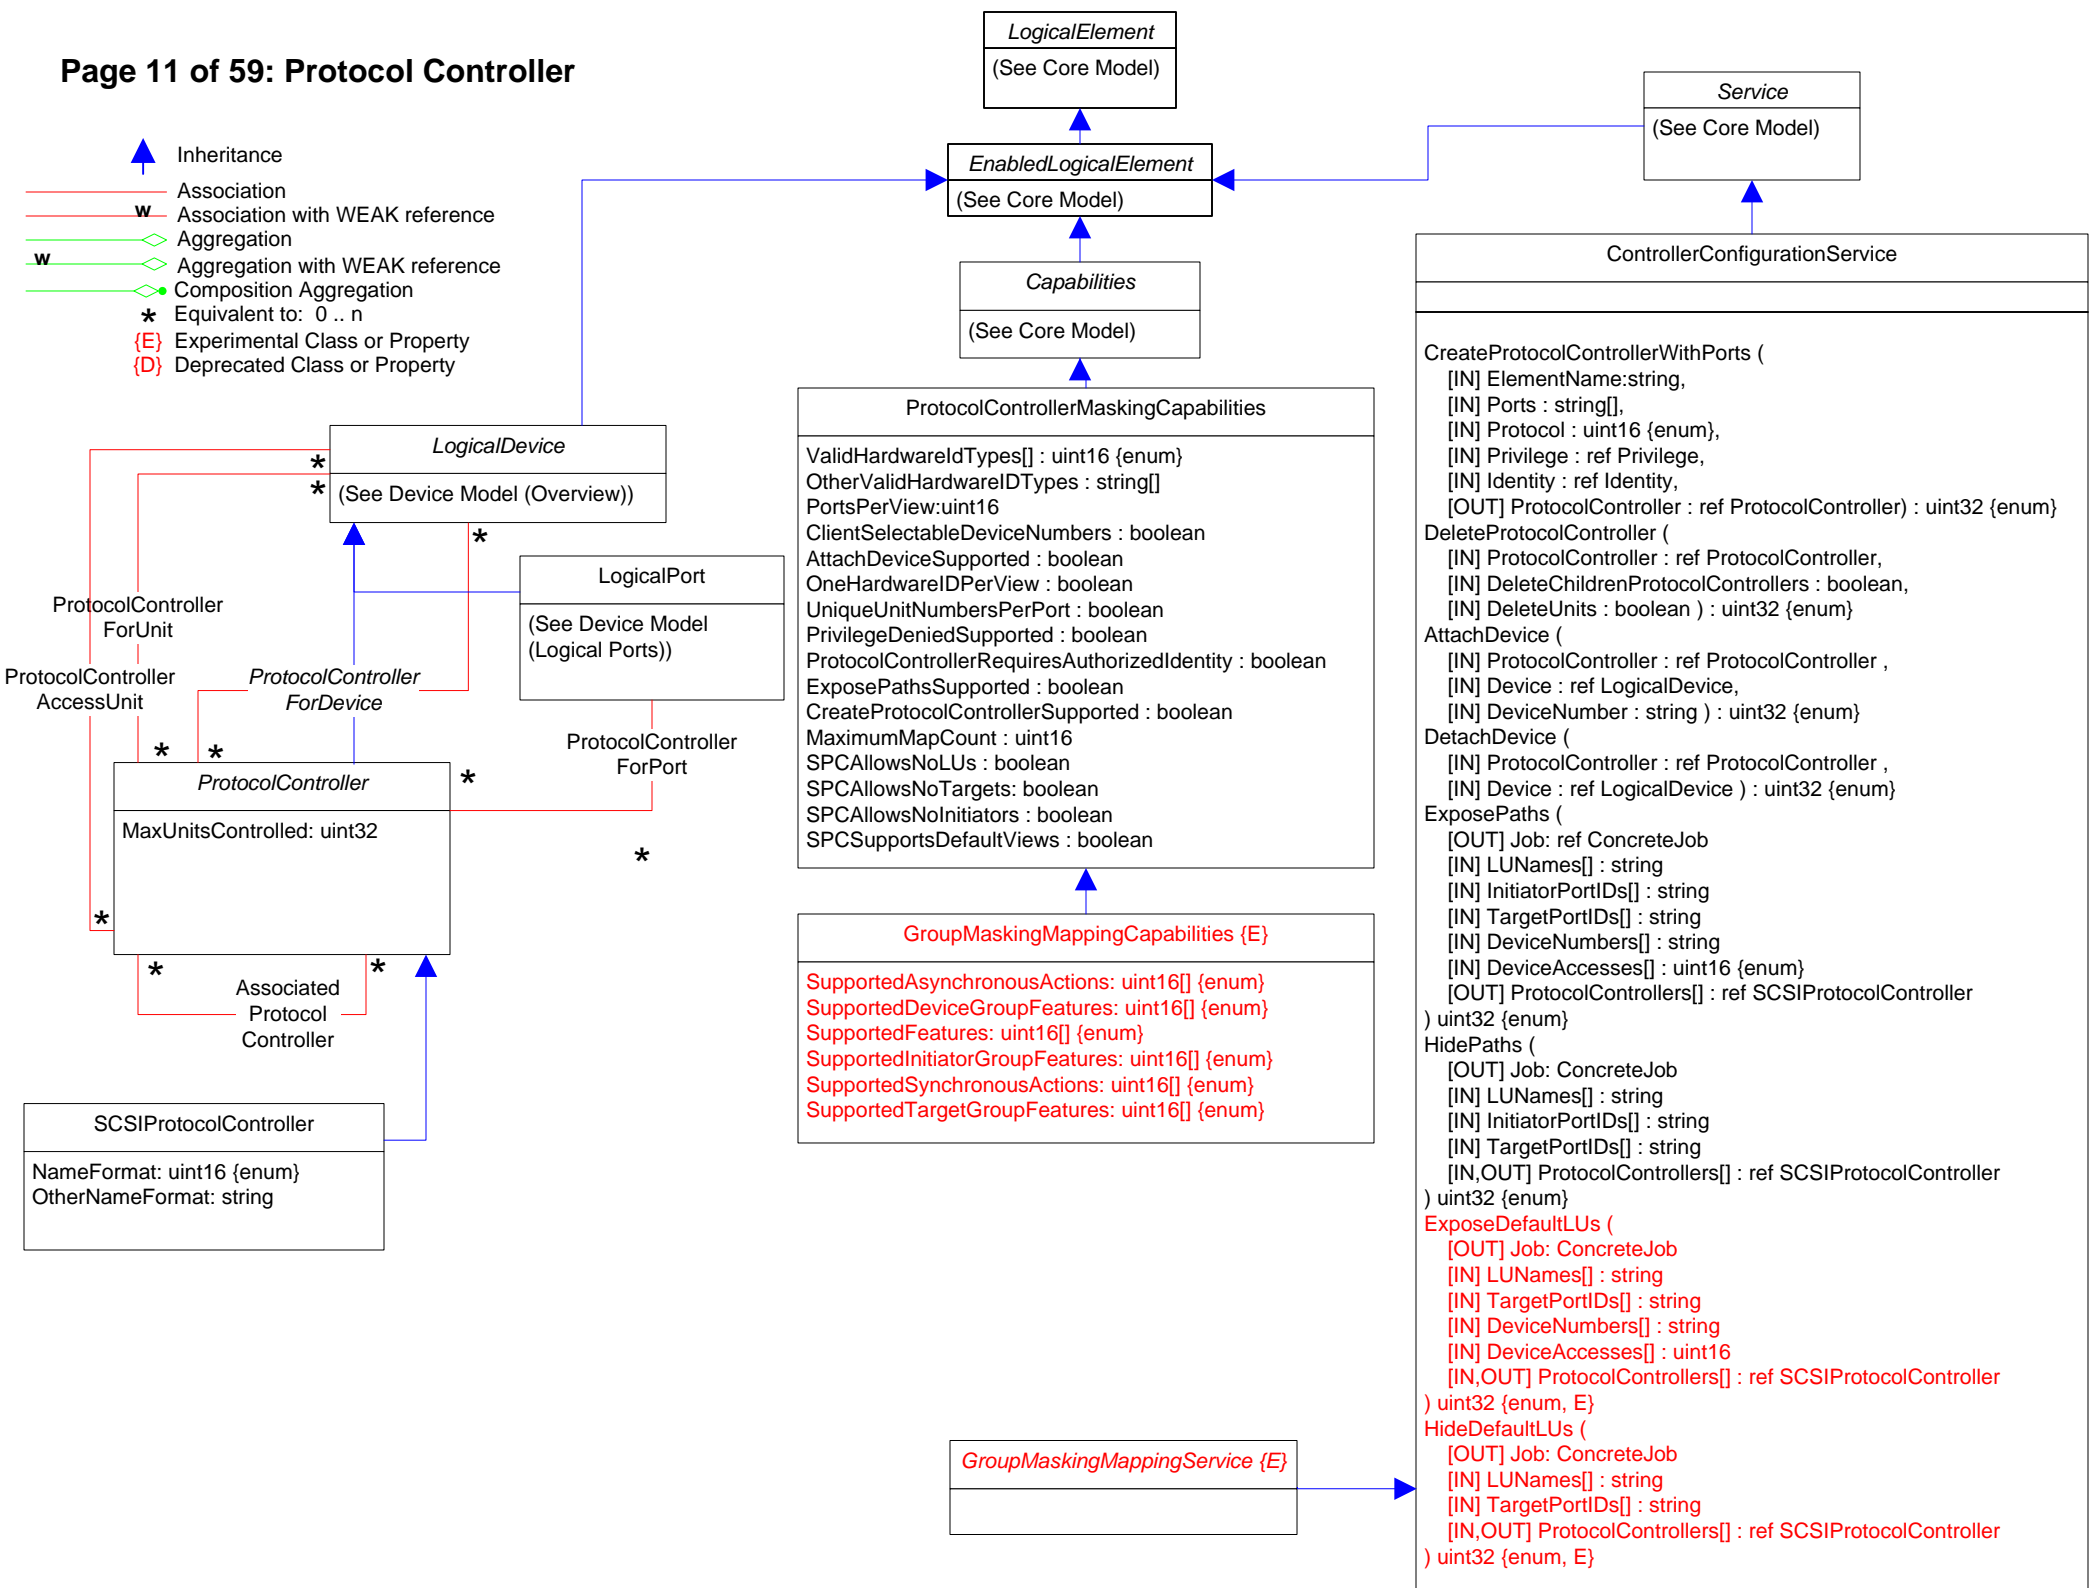 Page 11 of 59: Protocol Controller
Inheritance
Association
w
Association with WEAK reference
Aggregation
w
Aggregation with WEAK reference
Composition Aggregation
* Equivalent to: 0 .. n
{E} Experimental Class or Property
{D} Deprecated Class or Property
LogicalElement
(See Core Model)
EnabledLogicalElement
(See Core Model)
Service
(See Core Model)
Capabilities
(See Core Model)
LogicalDevice
(See Device Model (Overview))
*
*
*
LogicalPort
(See Device Model
(Logical Ports))
ProtocolController
ForUnit
ProtocolController
AccessUnit
ProtocolController
ForDevice
ProtocolController
ForPort
*
*
*
*
*
ProtocolController
MaxUnitsControlled: uint32
*
*
Associated
Protocol
Controller
SCSIProtocolController
NameFormat: uint16 {enum}
OtherNameFormat: string
ProtocolControllerMaskingCapabilities
ValidHardwareIdTypes[] : uint16 {enum}
OtherValidHardwareIDTypes : string[]
PortsPerView:uint16
ClientSelectableDeviceNumbers : boolean
AttachDeviceSupported : boolean
OneHardwareIDPerView : boolean
UniqueUnitNumbersPerPort : boolean
PrivilegeDeniedSupported : boolean
ProtocolControllerRequiresAuthorizedIdentity : boolean
ExposePathsSupported : boolean
CreateProtocolControllerSupported : boolean
MaximumMapCount : uint16
SPCAllowsNoLUs : boolean
SPCAllowsNoTargets: boolean
SPCAllowsNoInitiators : boolean
SPCSupportsDefaultViews : boolean
GroupMaskingMappingCapabilities {E}
SupportedAsynchronousActions: uint16[] {enum}
SupportedDeviceGroupFeatures: uint16[] {enum}
SupportedFeatures: uint16[] {enum}
SupportedInitiatorGroupFeatures: uint16[] {enum}
SupportedSynchronousActions: uint16[] {enum}
SupportedTargetGroupFeatures: uint16[] {enum}
GroupMaskingMappingService {E}
ControllerConfigurationService
CreateProtocolControllerWithPorts (
[IN] ElementName:string,
[IN] Ports : string[],
[IN] Protocol : uint16 {enum},
[IN] Privilege : ref Privilege,
[IN] Identity : ref Identity,
[OUT] ProtocolController : ref ProtocolController) : uint32 {enum}
DeleteProtocolController (
[IN] ProtocolController : ref ProtocolController,
[IN] DeleteChildrenProtocolControllers : boolean,
[IN] DeleteUnits : boolean ) : uint32 {enum}
AttachDevice (
[IN] ProtocolController : ref ProtocolController ,
[IN] Device : ref LogicalDevice,
[IN] DeviceNumber : string ) : uint32 {enum}
DetachDevice (
[IN] ProtocolController : ref ProtocolController ,
[IN] Device : ref LogicalDevice ) : uint32 {enum}
ExposePaths (
[OUT] Job: ref ConcreteJob
[IN] LUNames[] : string
[IN] InitiatorPortIDs[] : string
[IN] TargetPortIDs[] : string
[IN] DeviceNumbers[] : string
[IN] DeviceAccesses[] : uint16 {enum}
[OUT] ProtocolControllers[] : ref SCSIProtocolController
) uint32 {enum}
HidePaths (
[OUT] Job: ConcreteJob
[IN] LUNames[] : string
[IN] InitiatorPortIDs[] : string
[IN] TargetPortIDs[] : string
[IN,OUT] ProtocolControllers[] : ref SCSIProtocolController
) uint32 {enum}
ExposeDefaultLUs (
[OUT] Job: ConcreteJob
[IN] LUNames[] : string
[IN] TargetPortIDs[] : string
[IN] DeviceNumbers[] : string
[IN] DeviceAccesses[] : uint16
[IN,OUT] ProtocolControllers[] : ref SCSIProtocolController
) uint32 {enum, E}
HideDefaultLUs (
[OUT] Job: ConcreteJob
[IN] LUNames[] : string
[IN] TargetPortIDs[] : string
[IN,OUT] ProtocolControllers[] : ref SCSIProtocolController
) uint32 {enum, E}